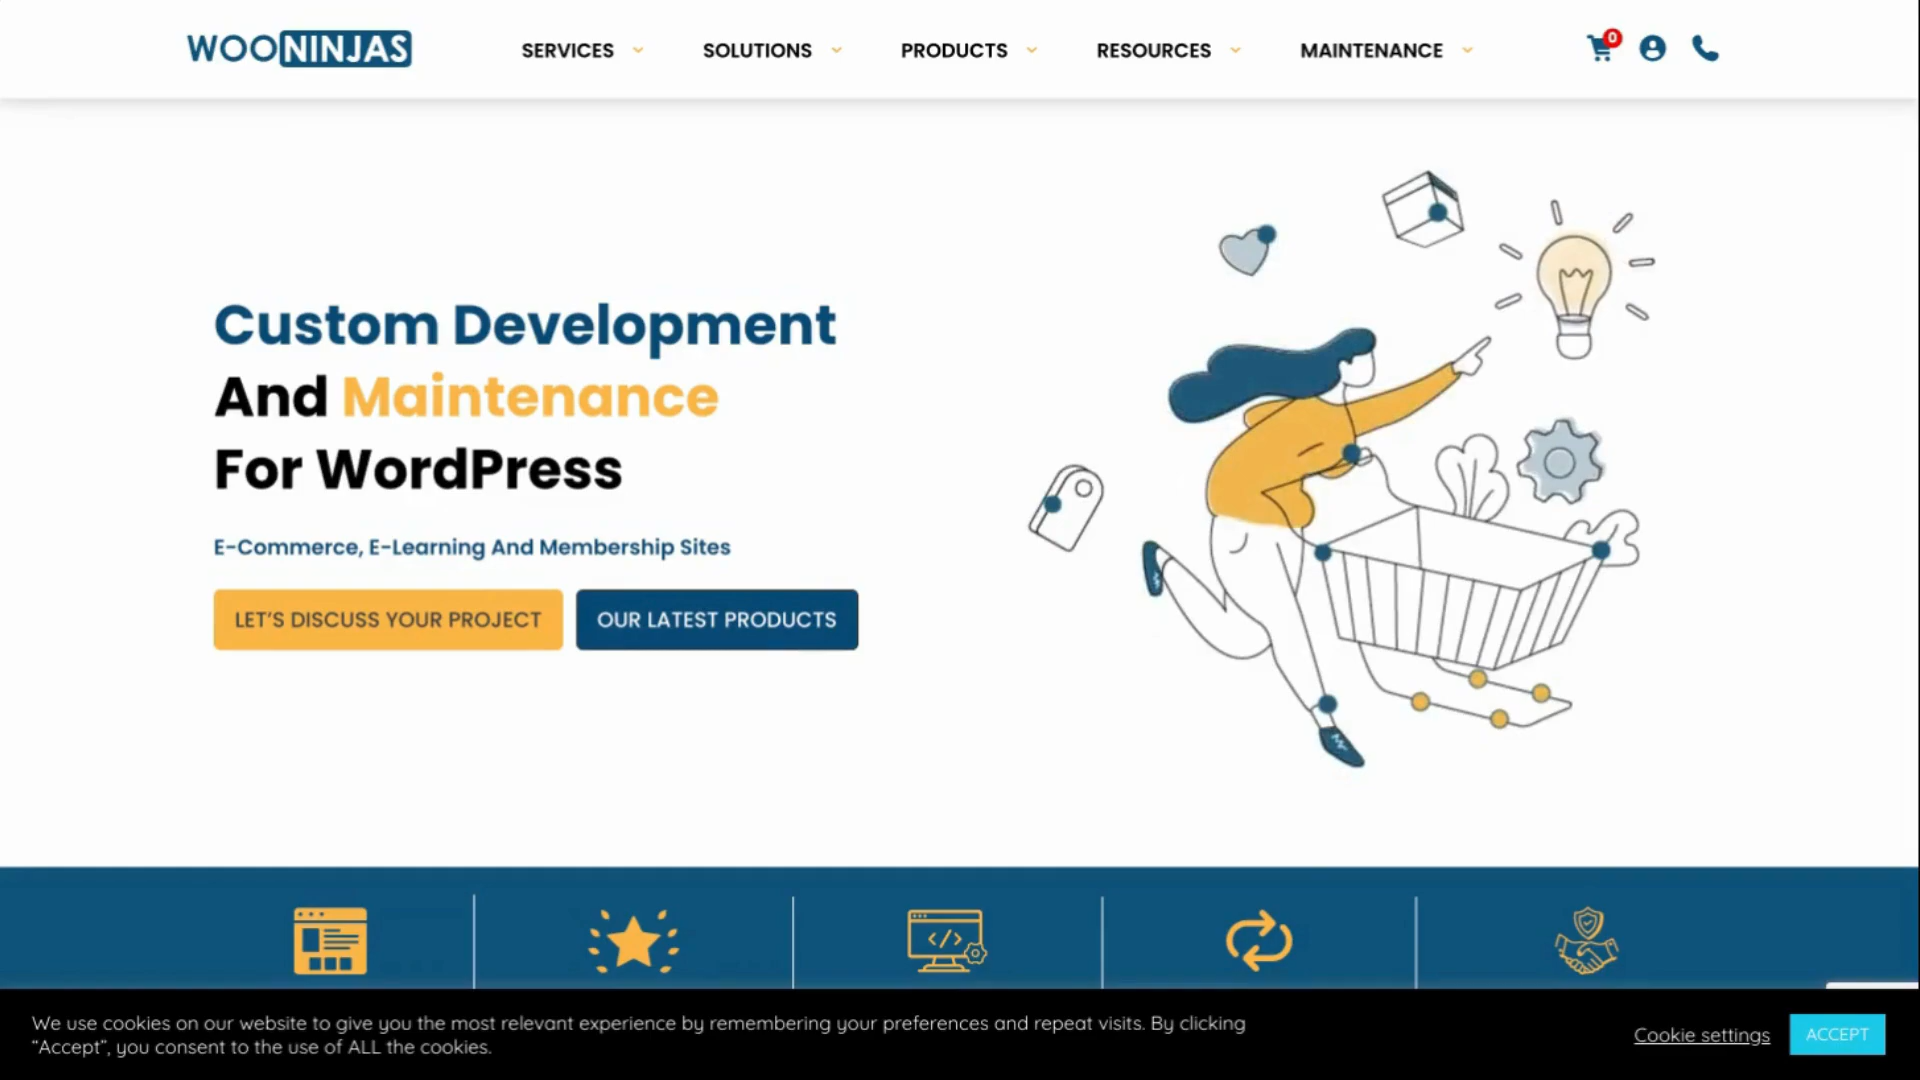 WOONINJAS
SERVICES
SOLUTIONS
PRODUCTS
RESOURCES
MAINTENANCE
0
Custom Development
And Maintenance
For WordPress
E-Commerce, E-Learning And Membership Sites
LET'S DISCUSS YOUR PROJECT
OUR LATEST PRODUCTS
We use cookies on our website to give you the most relevant experience by remembering your preferences and repeat visits. By clicking
“Accept”, you consent to the use of ALL the cookies.
Cookie settings
ACCEPT